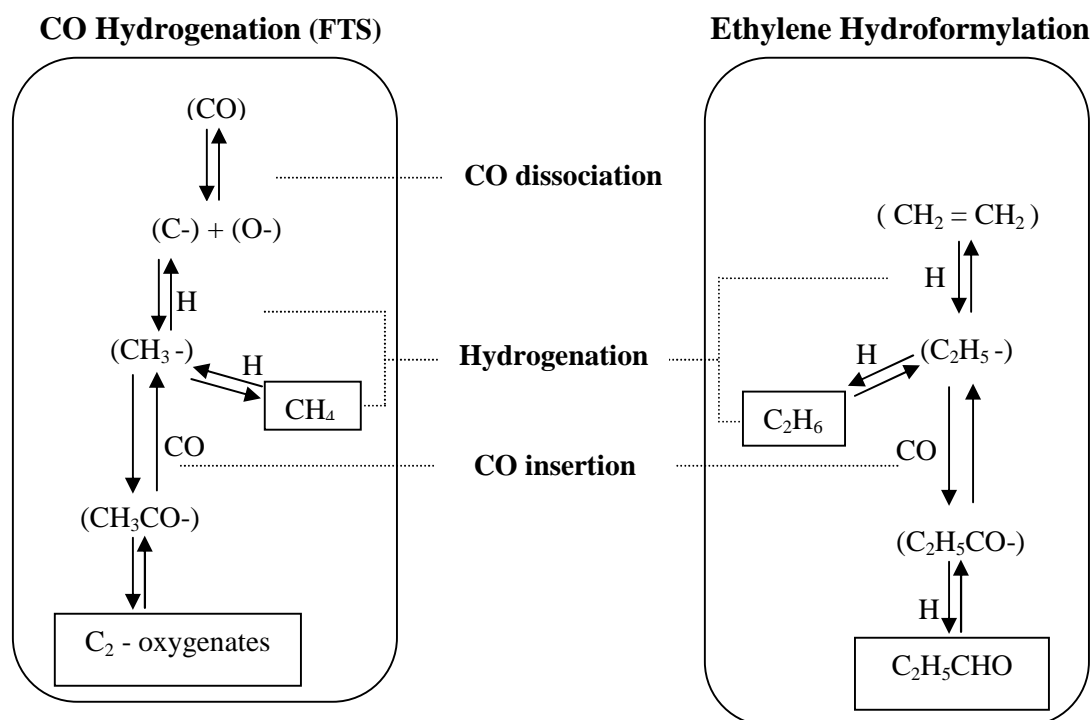 CO Hydrogenation (FTS)
Ethylene Hydroformylation
(CO)
CO dissociation
(C-) + (O-)
( CH₂ = CH₂ )
H
H
(CH₃ -)
H
CH₄
Hydrogenation
(C₂H₅ -)
H
C₂H₆
CO
CO insertion
CO
(CH₃CO-)
(C₂H₅CO-)
H
C₂ - oxygenates
C₂H₅CHO